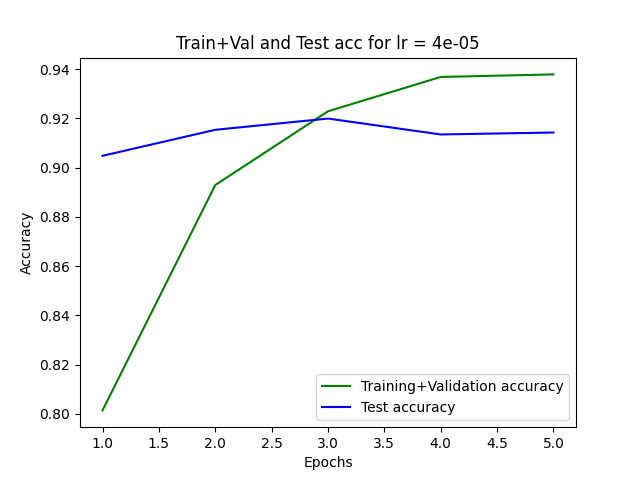 Train+Val and Test acc for lr = 4e-05
0.94
0.92
0.90
0.88
0.86
0.84
0.82
0.80
Accuracy
Training+Validation accuracy
Test accuracy
1.0 1.5 2.0 2.5 3.0 3.5 4.0 4.5 5.0
Epochs